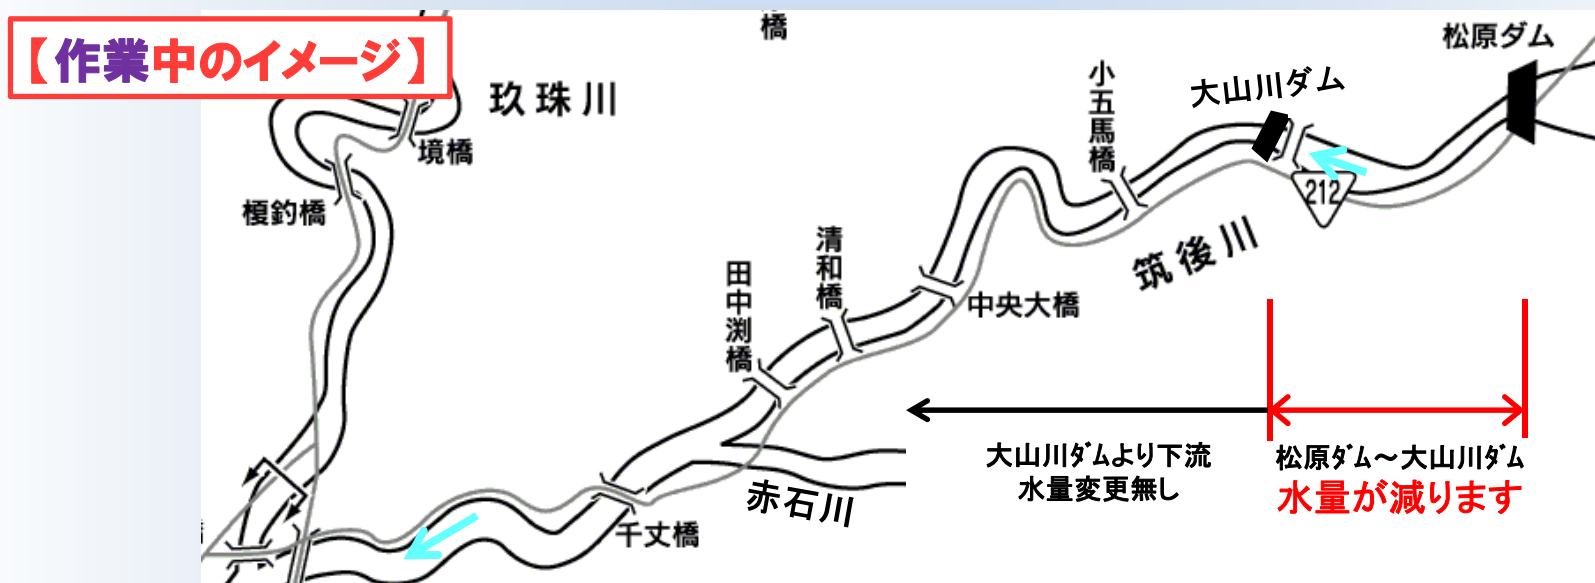 【作業中のイメージ】
橋
松原ダム
玖珠川
小五馬橋
大山川ダム
境橋
212
榎釣橋
筑後川
清和橋
田中渕橋
中央大橋
大山川ダムより下流
水量変更無し
松原ダム～大山川ダム
水量が減ります
赤石川
千丈橋